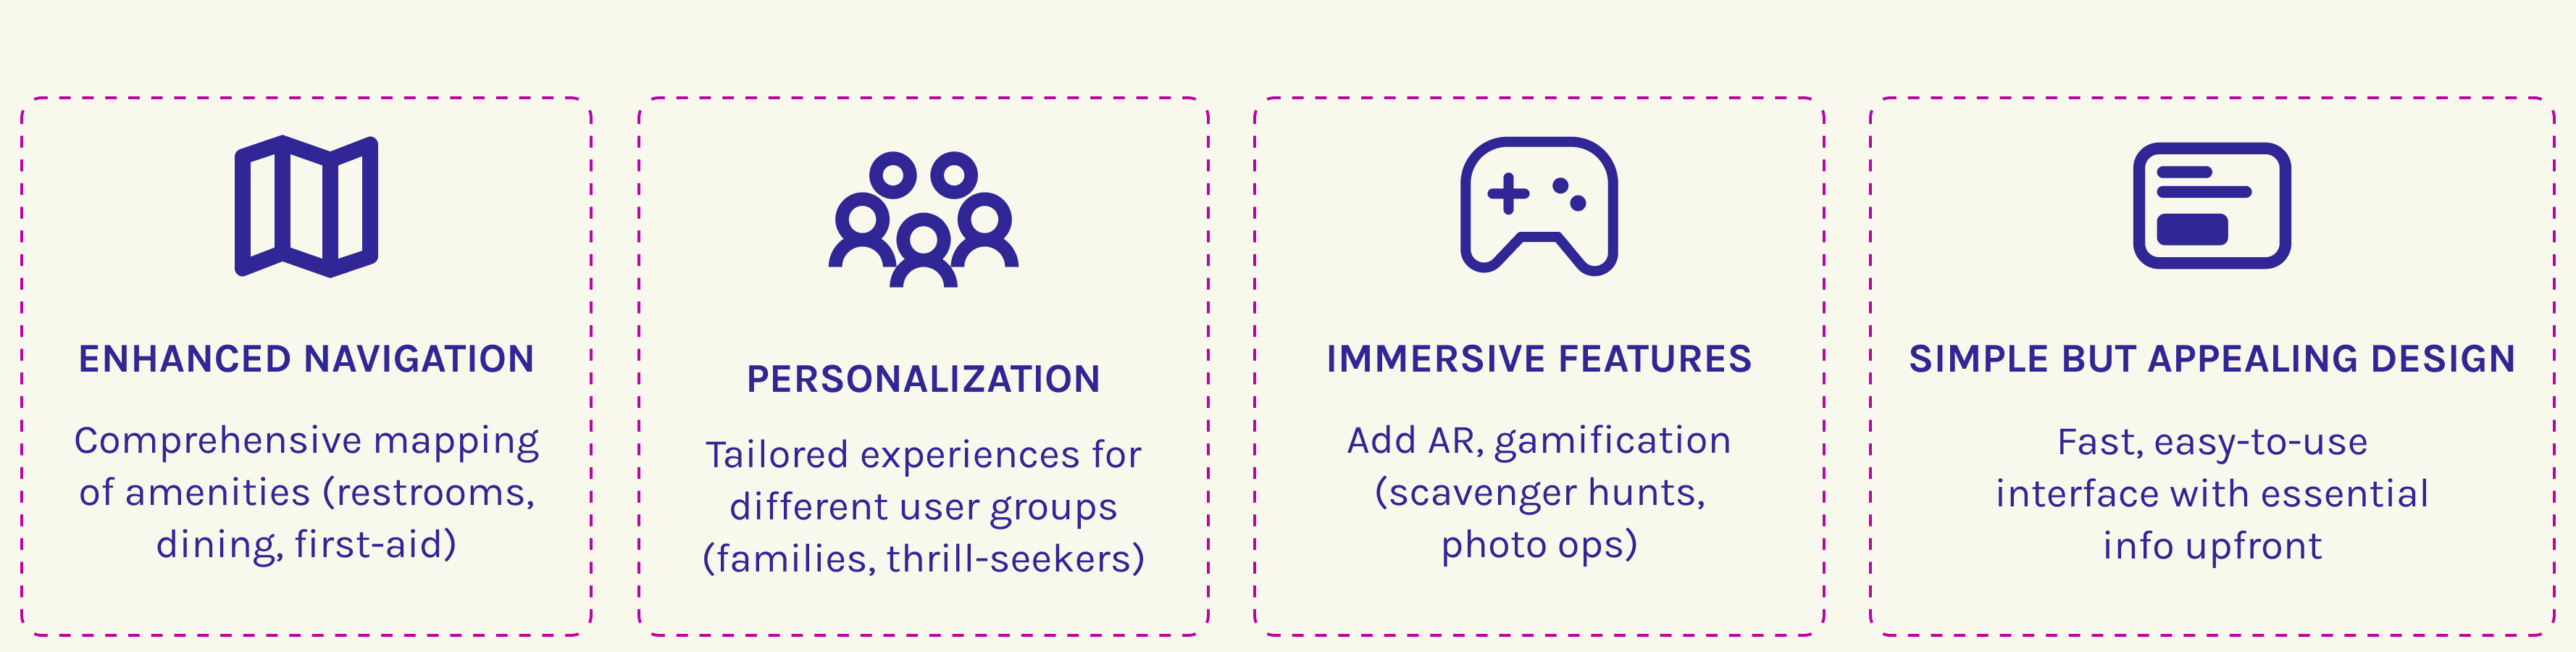 ENHANCED NAVIGATION
Comprehensive mapping
of amenities (restrooms,
dining, first-aid)
PERSONALIZATION
Tailored experiences for
different user groups
(families, thrill-seekers)
IMMERSIVE FEATURES
Add AR, gamification
(scavenger hunts,
photo ops)
SIMPLE BUT APPEALING DESIGN
Fast, easy-to-use
interface with essential
info upfront